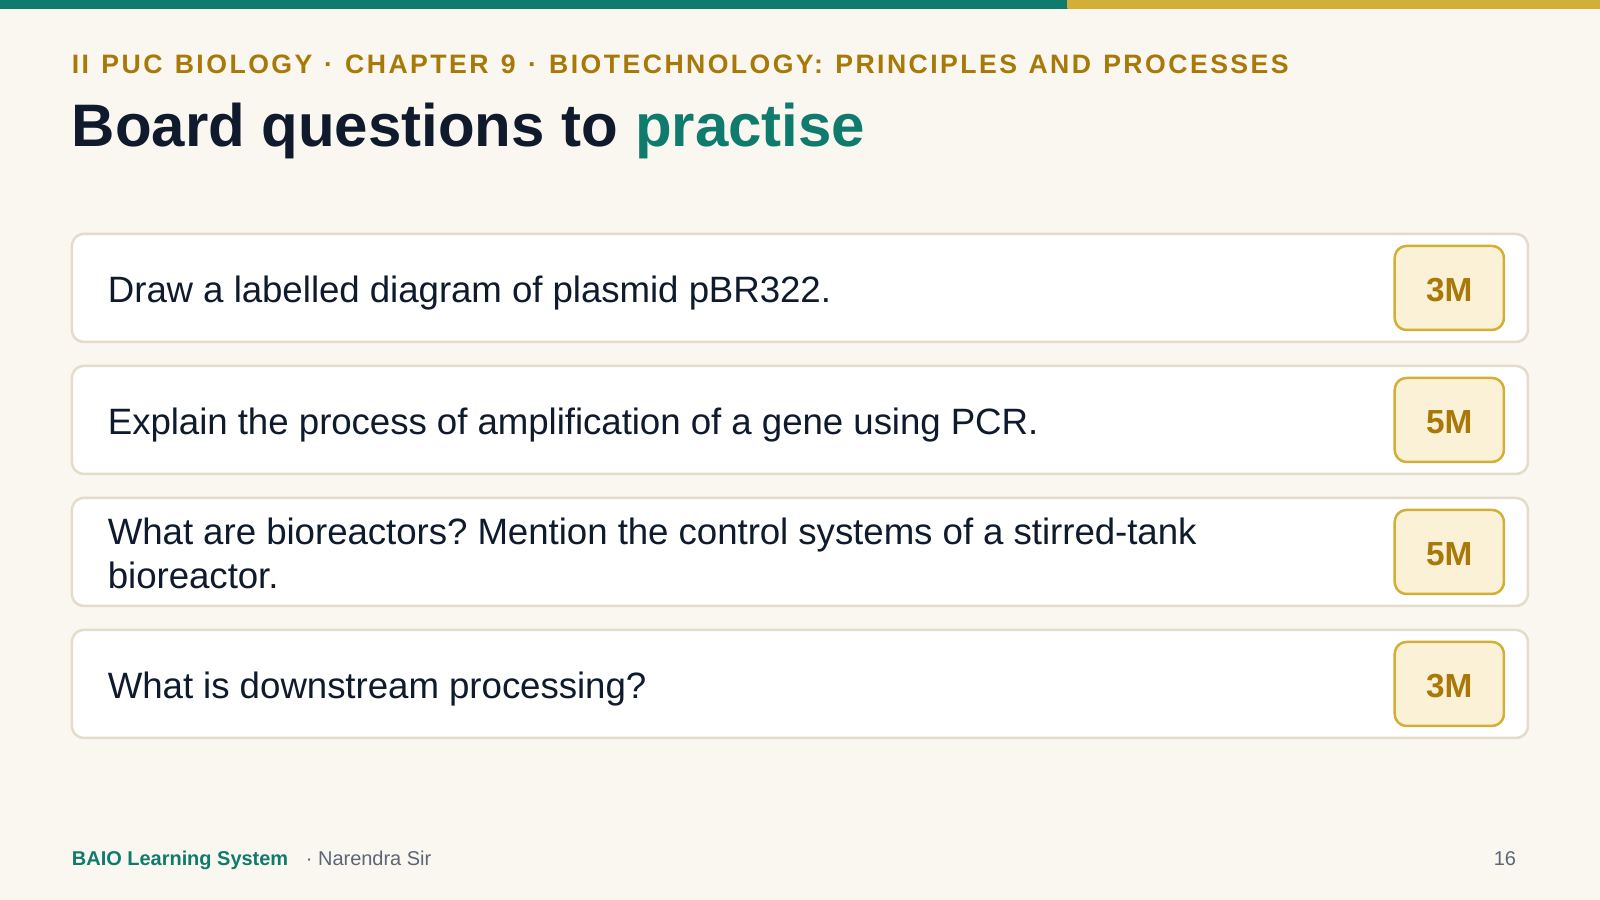 II PUC BIOLOGY · CHAPTER 9 · BIOTECHNOLOGY: PRINCIPLES AND PROCESSES
Board questions to practise
Draw a labelled diagram of plasmid pBR322.
3M
Explain the process of amplification of a gene using PCR.
5M
What are bioreactors? Mention the control systems of a stirred-tank
bioreactor.
5M
What is downstream processing?
3M
BAIO Learning System · Narendra Sir
16